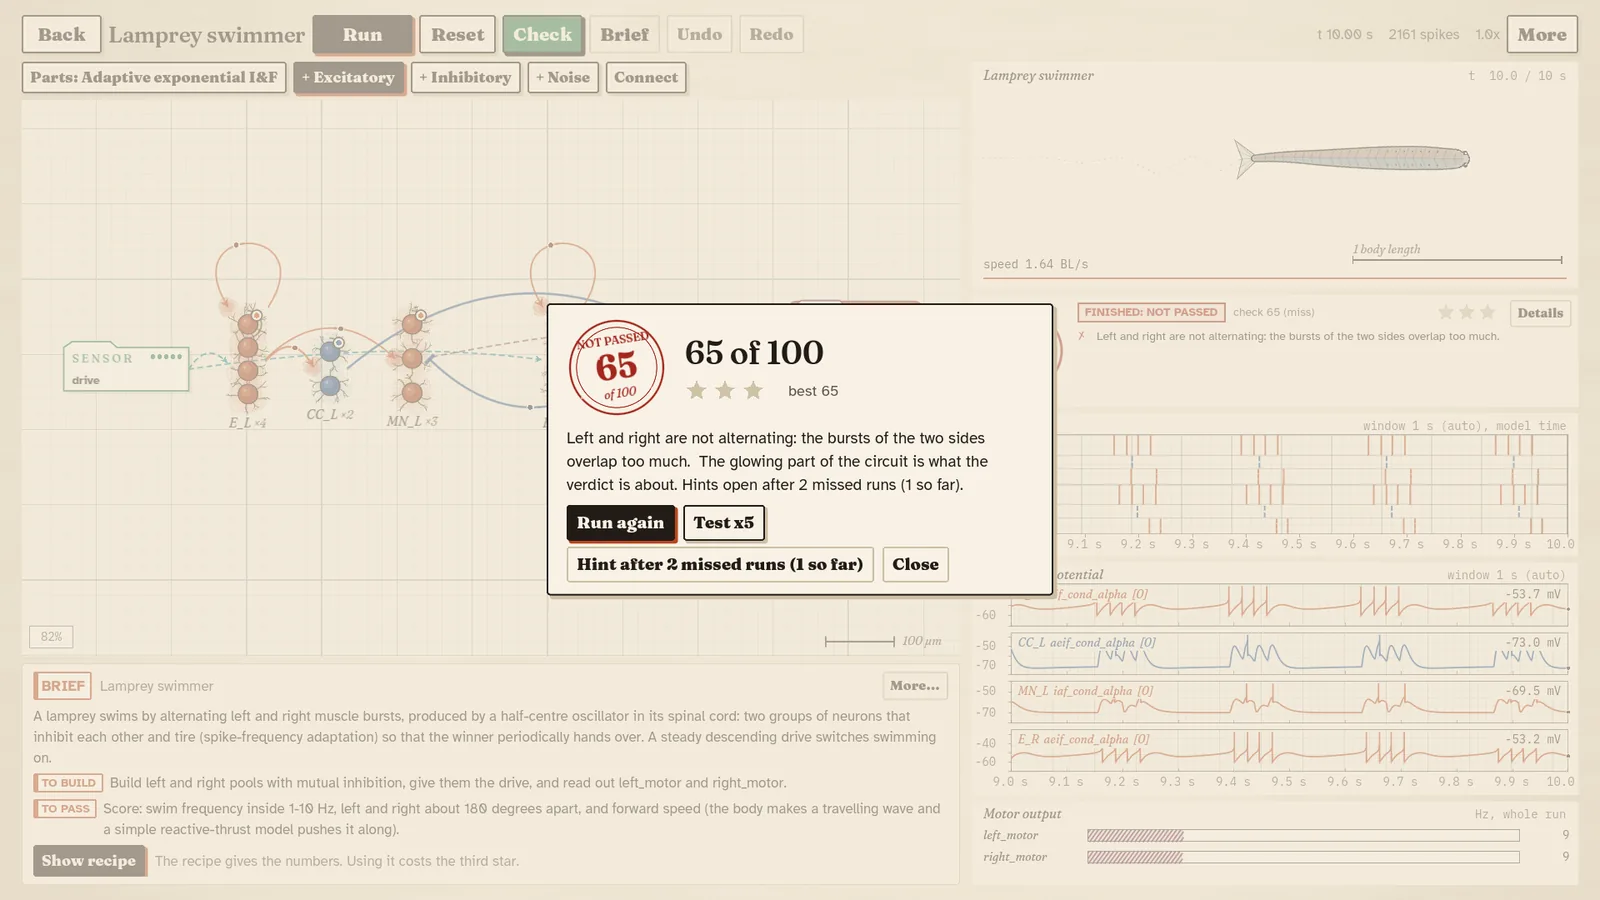 Back Lamprey swimmer Run Reset Check Brief Undo Redo t 10.00 s 2161 spikes 1.0x More
Parts: Adaptive exponential I&F + Excitatory + Inhibitory + Noise Connect
SENSOR
drive
E_L ×4
CC_L ×2
MN_L ×3
82%
100 µm
NOT PASSED
65
of 100
65 of 100
best 65
Left and right are not alternating: the bursts of the two sides
overlap too much. The glowing part of the circuit is what the
verdict is about. Hints open after 2 missed runs (1 so far).
Run again Test x5
Hint after 2 missed runs (1 so far) Close
BRIEF Lamprey swimmer More...
A lamprey swims by alternating left and right muscle bursts, produced by a half-centre oscillator in its spinal cord: two groups of neurons that
inhibit each other and tire (spike-frequency adaptation) so that the winner periodically hands over. A steady descending drive switches swimming
on.
TO BUILD Build left and right pools with mutual inhibition, give them the drive, and read out left_motor and right_motor.
TO PASS Score: swim frequency inside 1-10 Hz, left and right about 180 degrees apart, and forward speed (the body makes a travelling wave and
a simple reactive-thrust model pushes it along).
Show recipe The recipe gives the numbers. Using it costs the third star.
Lamprey swimmer t 10.0 / 10 s
1 body length
speed 1.64 BL/s
FINISHED: NOT PASSED check 65 (miss) Details
✗ Left and right are not alternating: the bursts of the two sides overlap too much.
window 1 s (auto), model time
9.1 s 9.2 s 9.3 s 9.4 s 9.5 s 9.6 s 9.7 s 9.8 s 9.9 s 10.0
otential window 1 s (auto)
eif_cond_alpha [0] -53.7 mV
-60
-50 CC_L aeif_cond_alpha [0] -73.0 mV
-70
-50 MN_L iaf_cond_alpha [0] -69.5 mV
-70
-40 E_R aeif_cond_alpha [0] -53.2 mV
-60
9.0 s 9.1 s 9.2 s 9.3 s 9.4 s 9.5 s 9.6 s 9.7 s 9.8 s 9.9 s 10.0
Motor output Hz, whole run
left_motor 9
right_motor 9